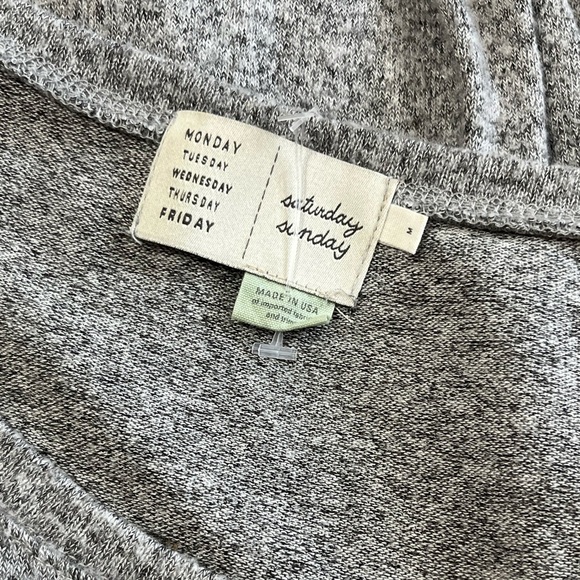 MONDAY
TUESDAY
WEDNESDAY
THURSDAY
FRIDAY
saturday
sunday
M
MADE IN USA
of imported fabric
and trim